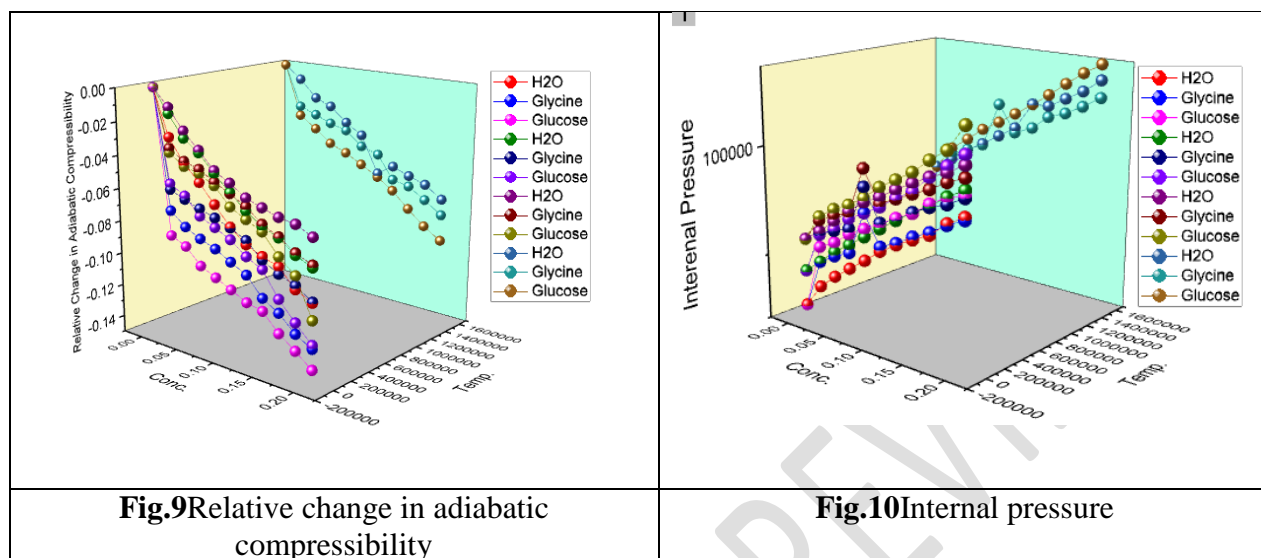 0.00
-0.02
-0.04
-0.06
-0.08
-0.10
-0.12
-0.14
Relative Change in Adiabatic Compressibility
0.00
0.05
0.10
0.15
0.20
Conc.
-200000
0
200000
400000
600000
800000
1000000
1200000
1400000
1600000
Temp.
H2O
Glycine
Glucose
H2O
Glycine
Glucose
H2O
Glycine
Glucose
H2O
Glycine
Glucose
Fig.9Relative change in adiabatic
compressibility
100000
Interenal Pressure
0.00
0.05
0.10
0.15
0.20
Conc.
-200000
0
200000
400000
600000
800000
1000000
1200000
1400000
1600000
Temp.
H2O
Glycine
Glucose
H2O
Glycine
Glucose
H2O
Glycine
Glucose
H2O
Glycine
Glucose
Fig.10Internal pressure